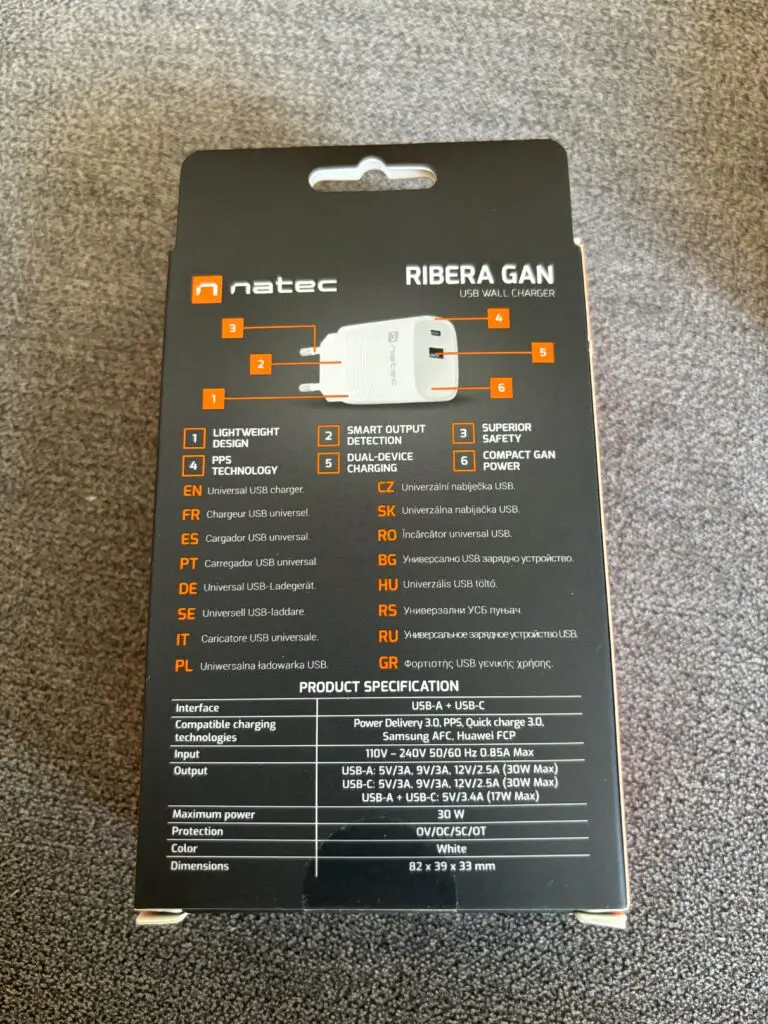 natec
RIBERA GAN
USB WALL CHARGER
3
4
2
5
1
6
natec
1 LIGHTWEIGHT
DESIGN
2 SMART OUTPUT
DETECTION
3 SUPERIOR
SAFETY
4 PPS
TECHNOLOGY
5 DUAL-DEVICE
CHARGING
6 COMPACT GAN
POWER
EN Universal USB charger.
FR Chargeur USB universel.
ES Cargador USB universal.
PT Carregador USB universal.
DE Universal USB-Ladegerät.
SE Universell USB-laddare.
IT Caricatore USB universale.
PL Uniwersalna ładowarka USB.
CZ Univerzální nabíječka USB.
SK Univerzálna nabíjačka USB.
RO Încărcător universal USB.
BG Универсално USB зарядно устройство.
HU Univerzális USB töltő.
RS Универзални УСБ пуњач.
RU Универсальное зарядное устройство USB.
GR Φορτιστής USB γενικής χρήσης.
PRODUCT SPECIFICATION
Interface USB-A + USB-C
Compatible charging
technologies
Power Delivery 3.0, PPS, Quick charge 3.0,
Samsung AFC, Huawei FCP
Input 110V ~ 240V 50/60 Hz 0.85A Max
Output USB-A: 5V/3A, 9V/3A, 12V/2.5A (30W Max)
USB-C: 5V/3A, 9V/3A, 12V/2.5A (30W Max)
USB-A + USB-C: 5V/3.4A (17W Max)
Maximum power 30 W
Protection OV/OC/SC/OT
Color White
Dimensions 82 x 39 x 33 mm